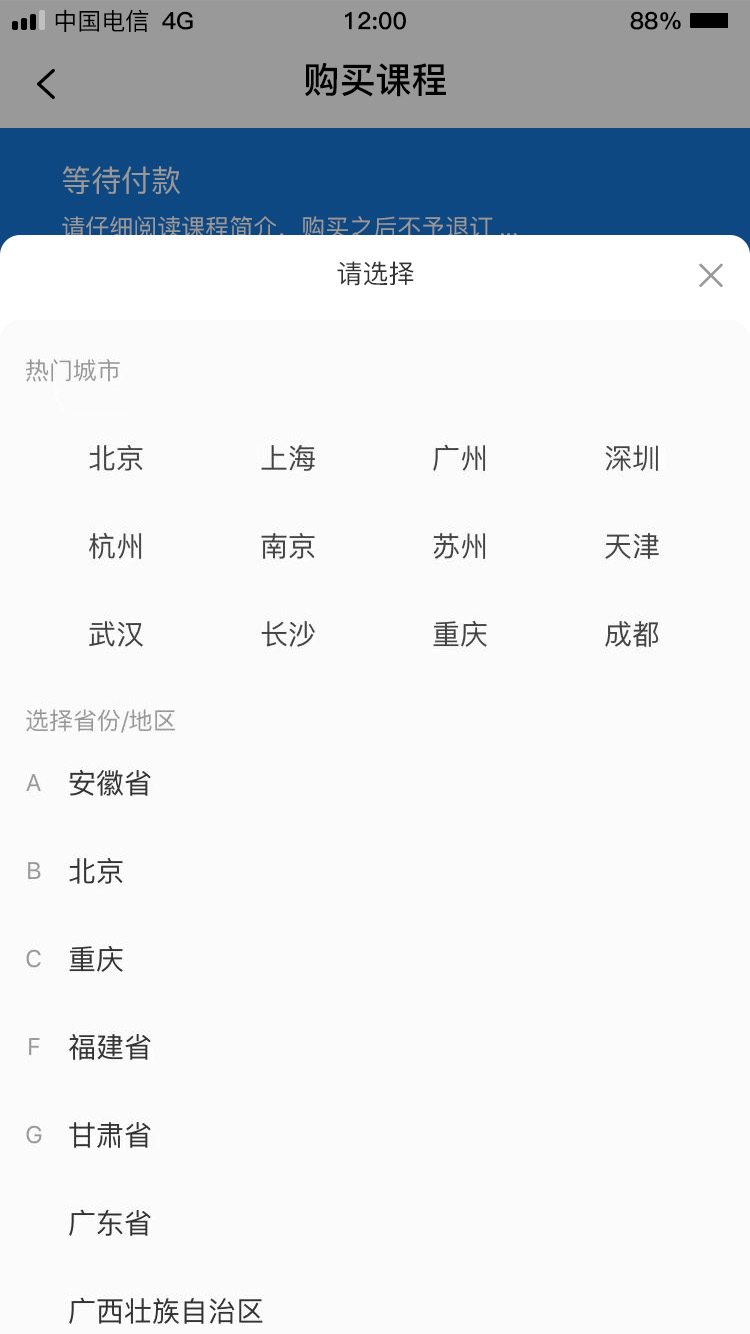 中国电信 4G 12:00 88%
购买课程
等待付款
请仔细阅读课程简介，购买之后不予退订 ...
请选择
热门城市
北京 上海 广州 深圳
杭州 南京 苏州 天津
武汉 长沙 重庆 成都
选择省份/地区
A 安徽省
B 北京
C 重庆
F 福建省
G 甘肃省
广东省
广西壮族自治区